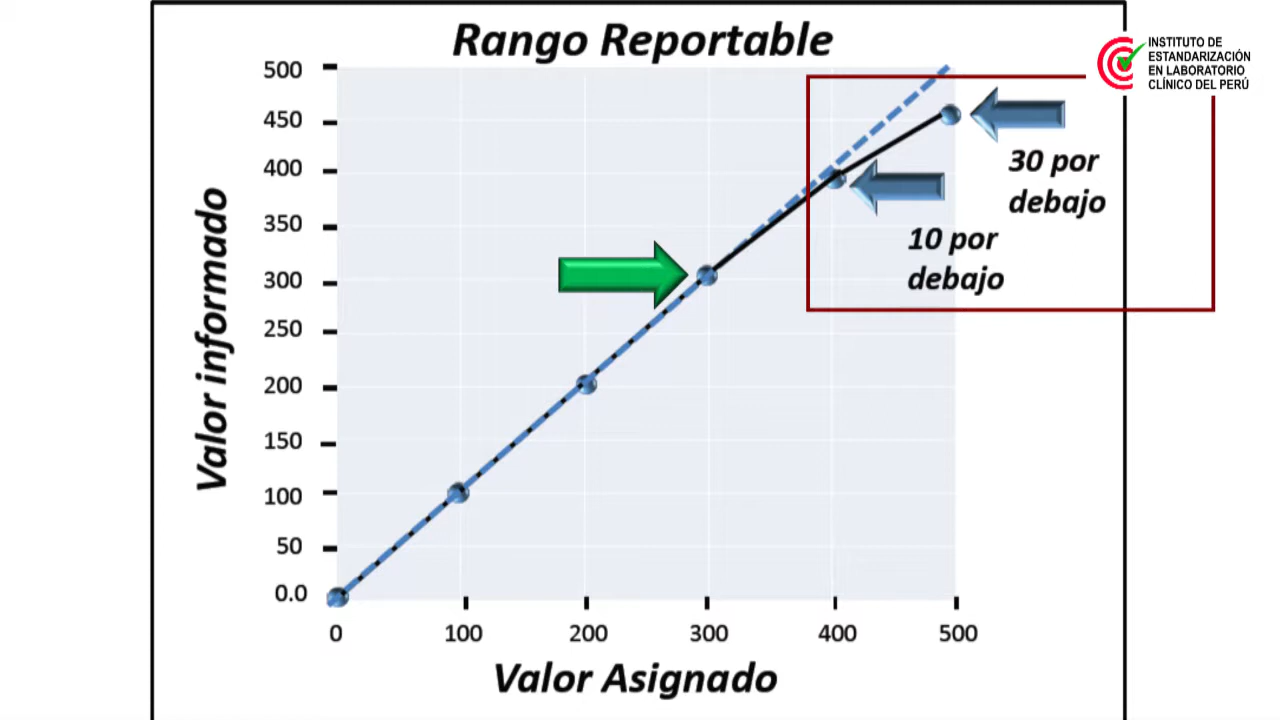 Rango Reportable
INSTITUTO DE
ESTANDARIZACIÓN
EN LABORATORIO
CLÍNICO DEL PERÚ
500
450
400
350
300
250
200
150
100
50
0.0
Valor informado
30 por
debajo
10 por
debajo
0 100 200 300 400 500
Valor Asignado